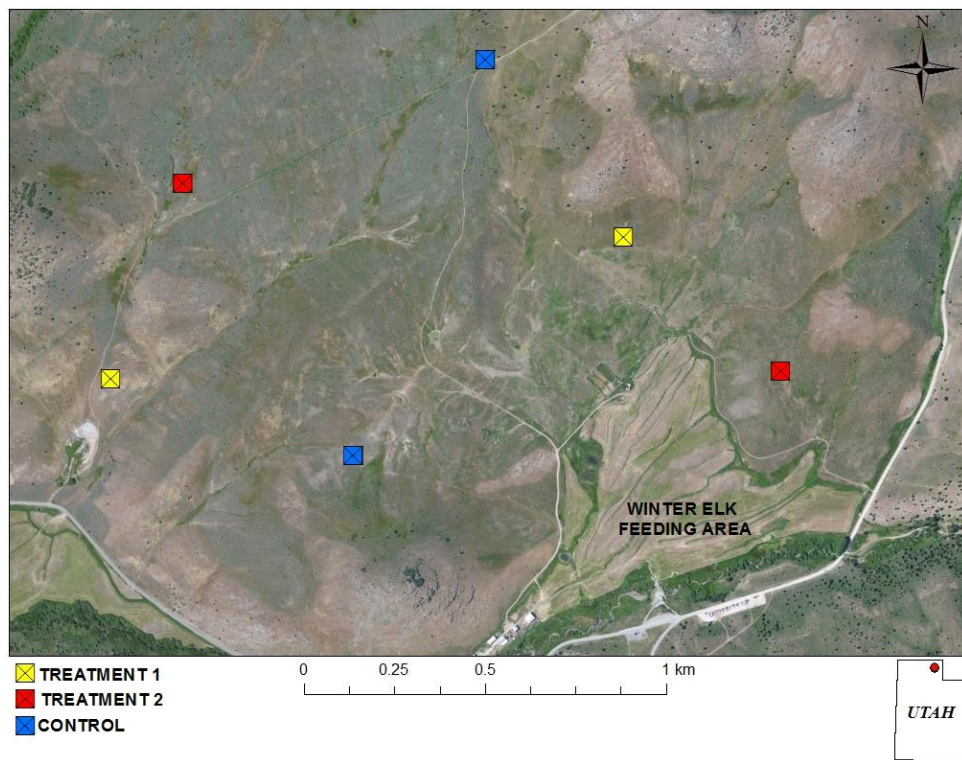 N
WINTER ELK
FEEDING AREA
TREATMENT 1
TREATMENT 2
CONTROL
0 0.25 0.5 1 km
UTAH